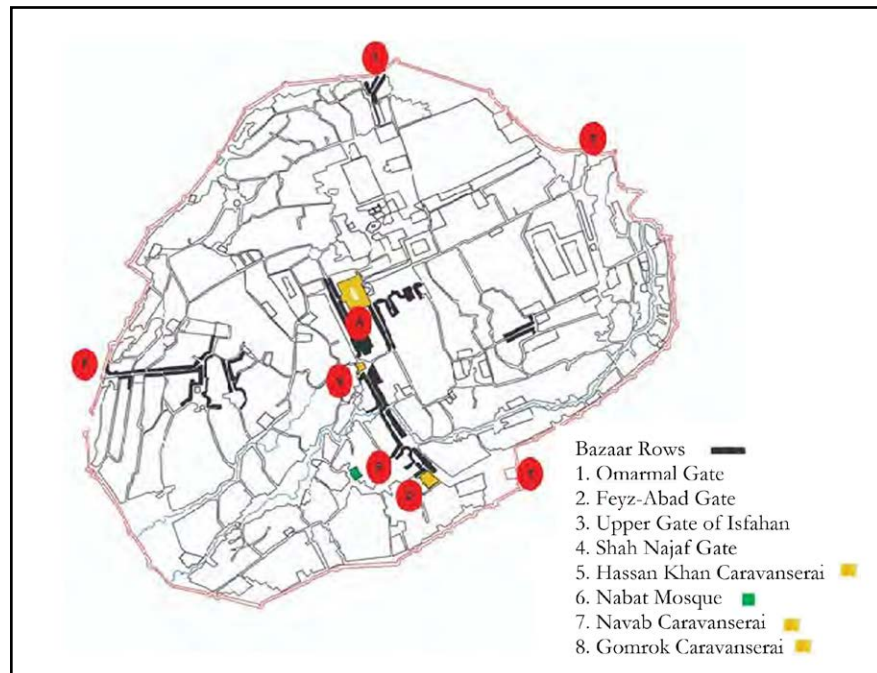 Bazaar Rows
1. Omarmal Gate
2. Feyz-Abad Gate
3. Upper Gate of Isfahan
4. Shah Najaf Gate
5. Hassan Khan Caravanserai
6. Nabat Mosque
7. Navab Caravanserai
8. Gomrok Caravanserai